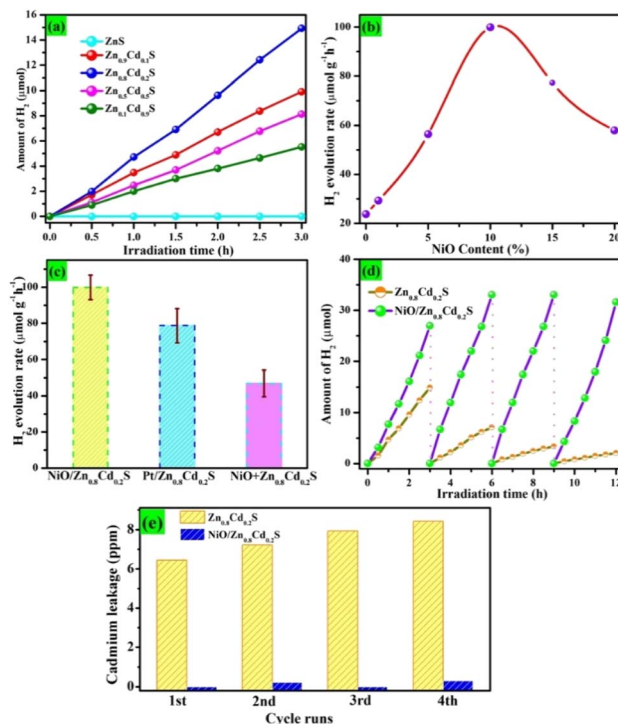 (a)
ZnS
Zn0.9Cd0.1S
Zn0.8Cd0.2S
Zn0.5Cd0.5S
Zn0.1Cd0.9S
Amount of H2 (μmol)
16
14
12
10
8
6
4
2
0
0.0 0.5 1.0 1.5 2.0 2.5 3.0
Irradiation time (h)
(b)
H2 evolution rate (μmol g-1h-1)
100
80
60
40
20
0 5 10 15 20
NiO Content (%)
(c)
H2 evolution rate (μmol g-1h-1)
100
80
60
40
20
0
NiO/Zn0.8Cd0.2S Pt/Zn0.8Cd0.2S NiO+Zn0.8Cd0.2S
(d)
Zn0.8Cd0.2S
NiO/Zn0.8Cd0.2S
Amount of H2 (μmol)
30
20
10
0
0 2 4 6 8 10 12
Irradiation time (h)
(e)
Zn0.8Cd0.2S
NiO/Zn0.8Cd0.2S
Cadmium leakage (ppm)
8
6
4
2
0
1st 2nd 3rd 4th
Cycle runs